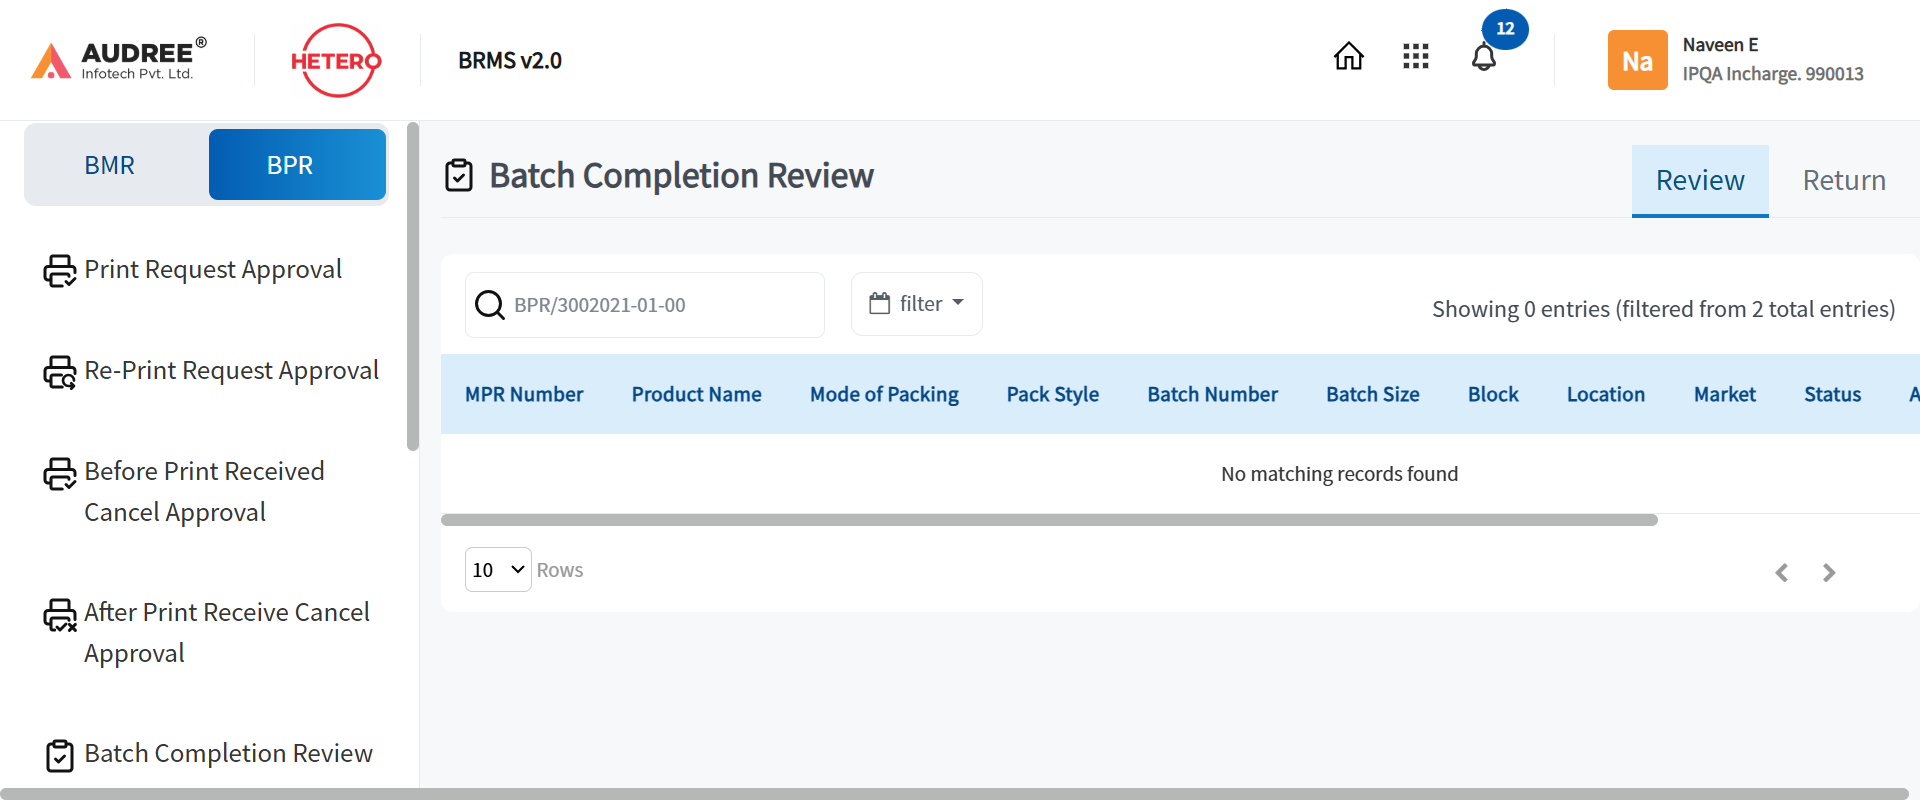 AUDREE®
Infotech Pvt. Ltd.
HETERO
BRMS v2.0
12
Na
Naveen E
IPQA Incharge. 990013
BMR
BPR
Print Request Approval
Re-Print Request Approval
Before Print Received
Cancel Approval
After Print Receive Cancel
Approval
Batch Completion Review
Batch Completion Review
Review
Return
BPR/3002021-01-00
filter
Showing 0 entries (filtered from 2 total entries)
MPR Number Product Name Mode of Packing Pack Style Batch Number Batch Size Block Location Market Status
No matching records found
10 Rows